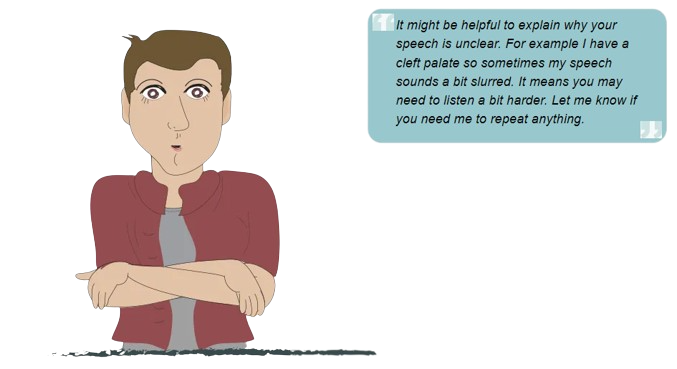 It might be helpful to explain why your
speech is unclear. For example I have a
cleft palate so sometimes my speech
sounds a bit slurred. It means you may
need to listen a bit harder. Let me know if
you need me to repeat anything.